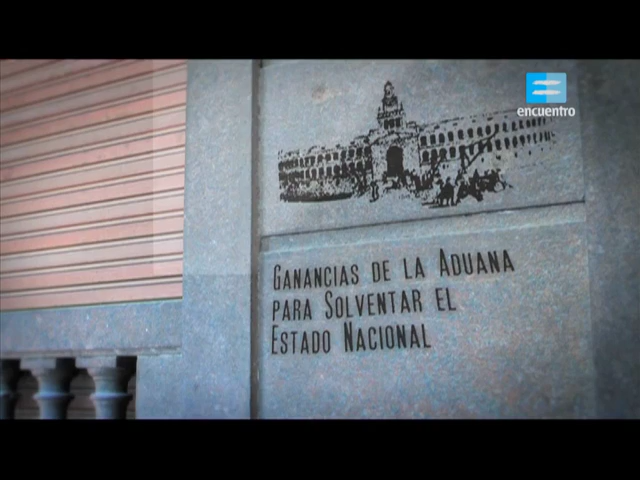 encuentro
GANANCIAS DE LA ADUANA
PARA SOLVENTAR EL
ESTADO NACIONAL